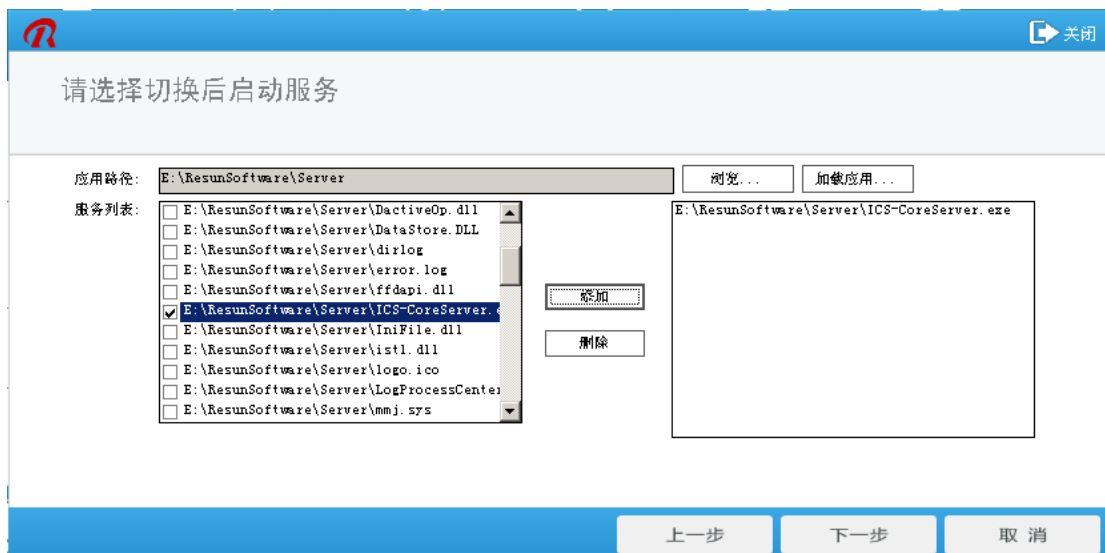 关闭
请选择切换后启动服务
应用路径: E:\ResunSoftware\Server 浏览... 加载应用...
服务列表:
E:\ResunSoftware\Server\DactiveOp.dll
E:\ResunSoftware\Server\DataStore.DLL
E:\ResunSoftware\Server\dirlog
E:\ResunSoftware\Server\error.log
E:\ResunSoftware\Server\ffdapi.dll
E:\ResunSoftware\Server\ICS-CoreServer.e
E:\ResunSoftware\Server\IniFile.dll
E:\ResunSoftware\Server\istl.dll
E:\ResunSoftware\Server\logo.ico
E:\ResunSoftware\Server\LogProcessCenter
E:\ResunSoftware\Server\mmj.sys
添加
删除
E:\ResunSoftware\Server\ICS-CoreServer.exe
上一步 下一步 取消